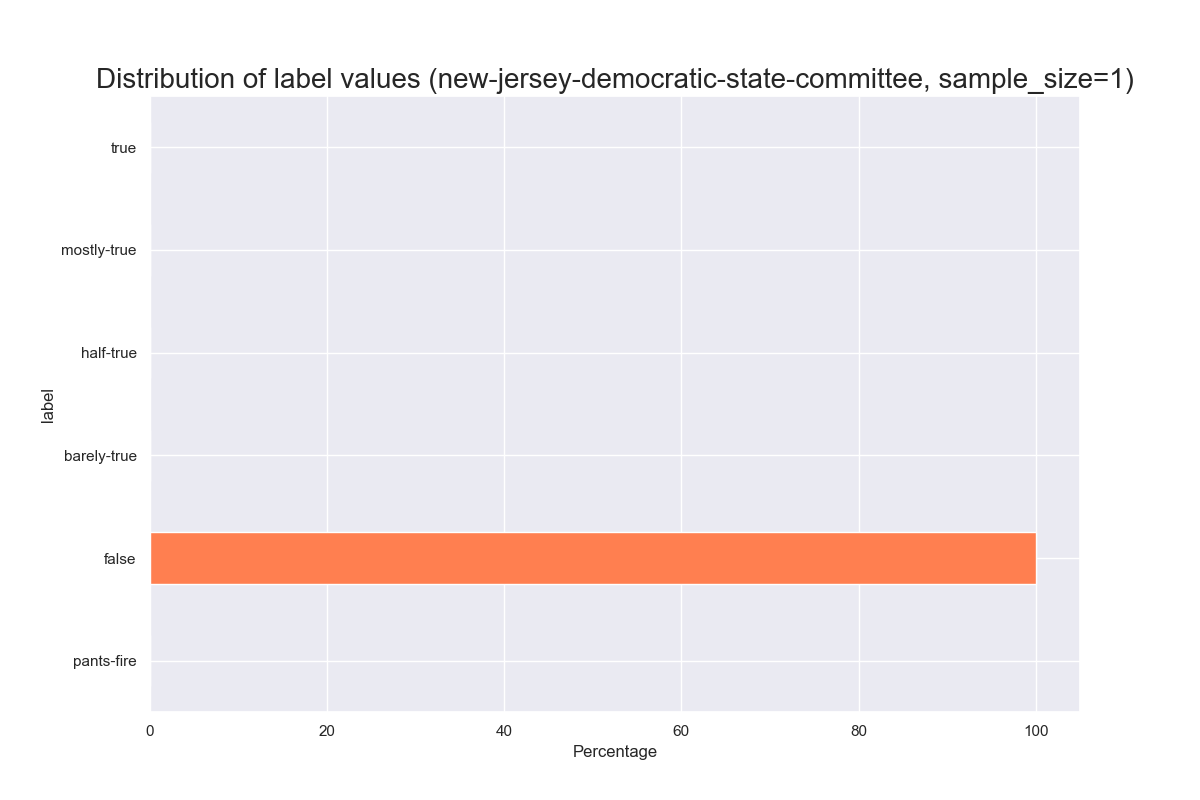 Distribution of label values (new-jersey-democratic-state-committee, sample_size=1)
true
mostly-true
half-true
label
barely-true
false
pants-fire
0 20 40 60 80 100
Percentage